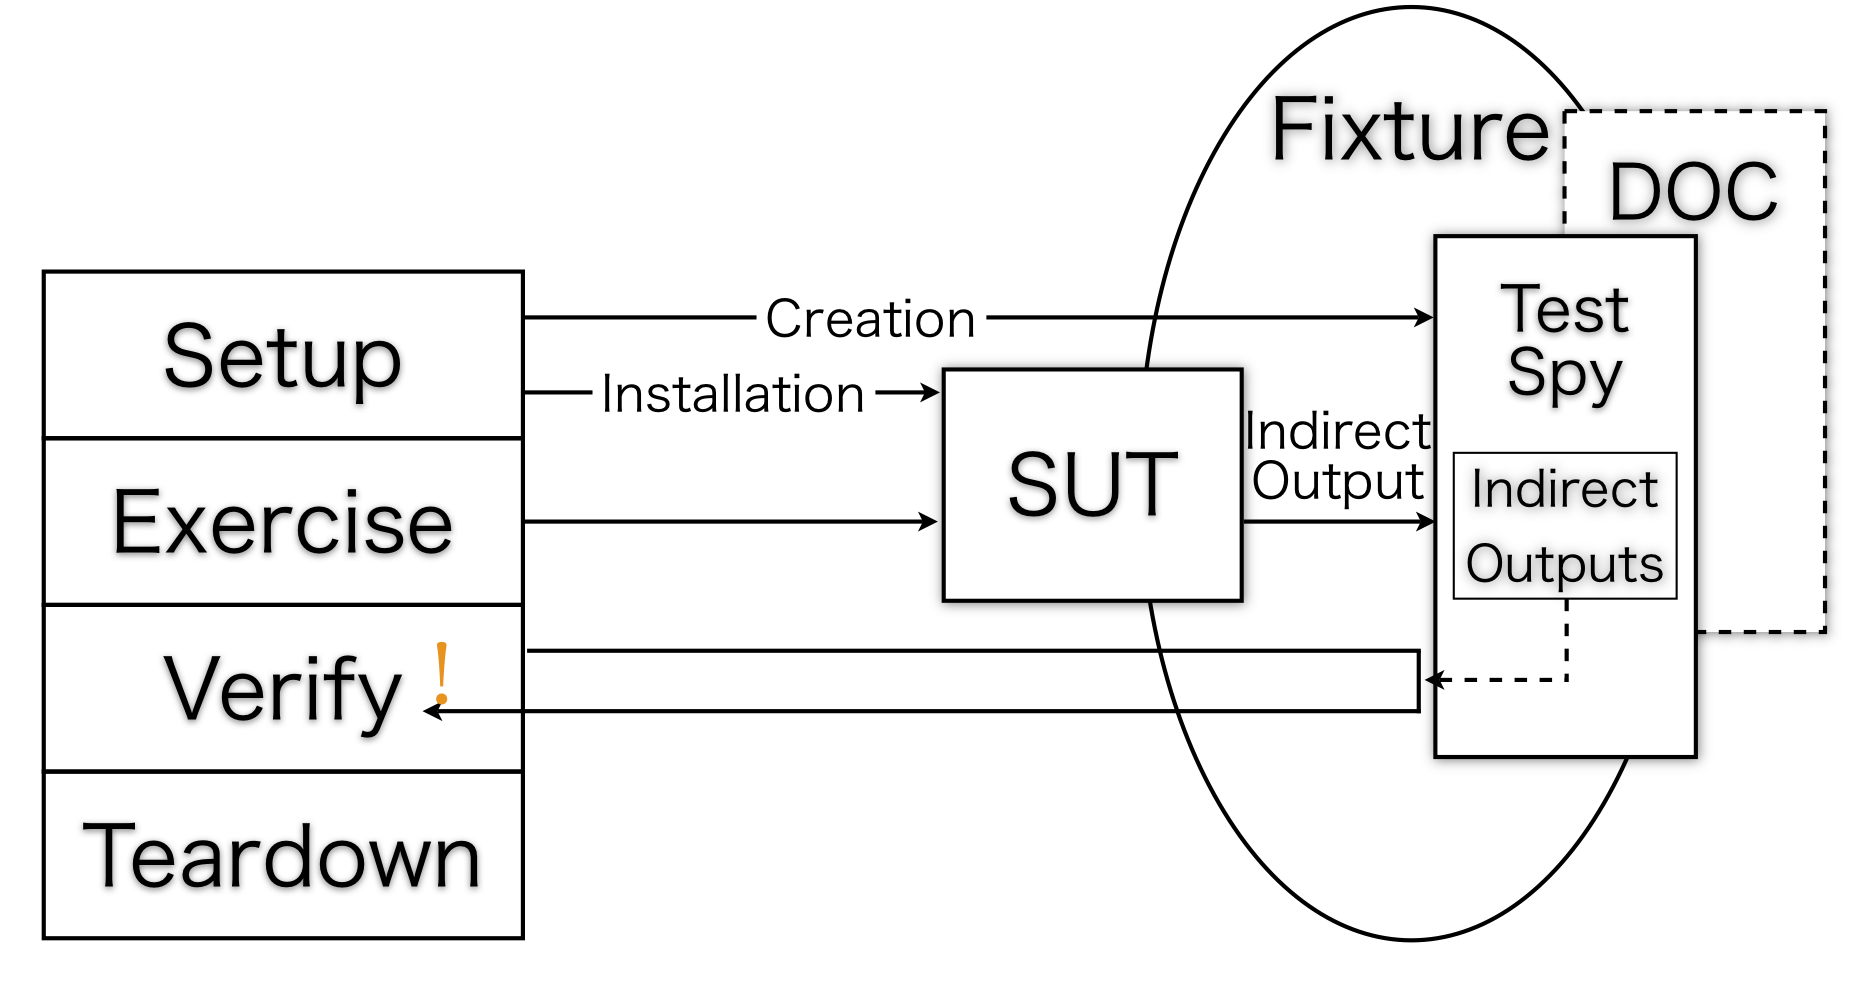 Fixture
DOC
Setup
Creation
Installation
Test
Spy
Indirect
Output
SUT
Exercise
Indirect
Outputs
Verify !
Teardown